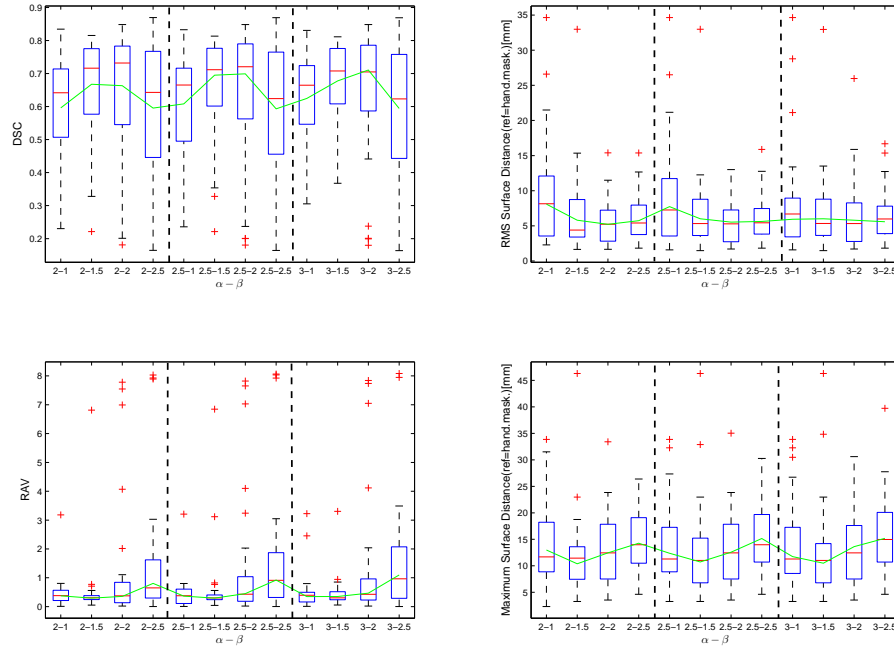 DSC
0.9
0.8
0.7
0.6
0.5
0.4
0.3
0.2
2−1 2−1.5 2−2 2−2.5 2.5−1 2.5−1.5 2.5−2 2.5−2.5 3−1 3−1.5 3−2 3−2.5
α − β
RMS Surface Distance(ref=hand.mask.)[mm]
35
30
25
20
15
10
5
0
2−1 2−1.5 2−2 2−2.5 2.5−1 2.5−1.5 2.5−2 2.5−2.5 3−1 3−1.5 3−2 3−2.5
α − β
RAV
8
7
6
5
4
3
2
1
0
2−1 2−1.5 2−2 2−2.5 2.5−1 2.5−1.5 2.5−2 2.5−2.5 3−1 3−1.5 3−2 3−2.5
α − β
Maximum Surface Distance(ref=hand.mask.)[mm]
45
40
35
30
25
20
15
10
5
2−1 2−1.5 2−2 2−2.5 2.5−1 2.5−1.5 2.5−2 2.5−2.5 3−1 3−1.5 3−2 3−2.5
α − β